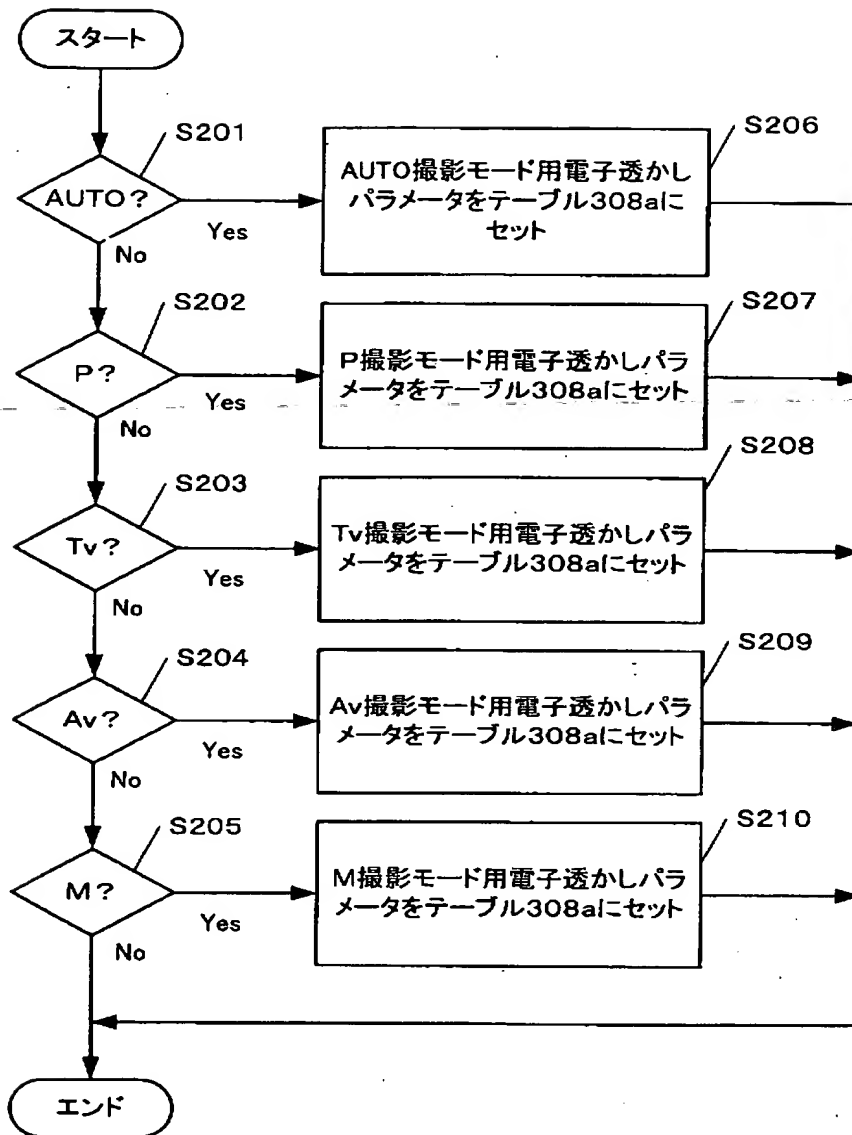 スタート
S201
AUTO?
Yes
No
S206
AUTO撮影モード用電子透かし
パラメータをテーブル308aに
セット
S202
P?
Yes
No
S207
P撮影モード用電子透かしパラ
メータをテーブル308aにセット
S203
Tv?
Yes
No
S208
Tv撮影モード用電子透かしパラ
メータをテーブル308aにセット
S204
Av?
Yes
No
S209
Av撮影モード用電子透かしパラ
メータをテーブル308aにセット
S205
M?
Yes
No
S210
M撮影モード用電子透かしパラ
メータをテーブル308aにセット
エンド